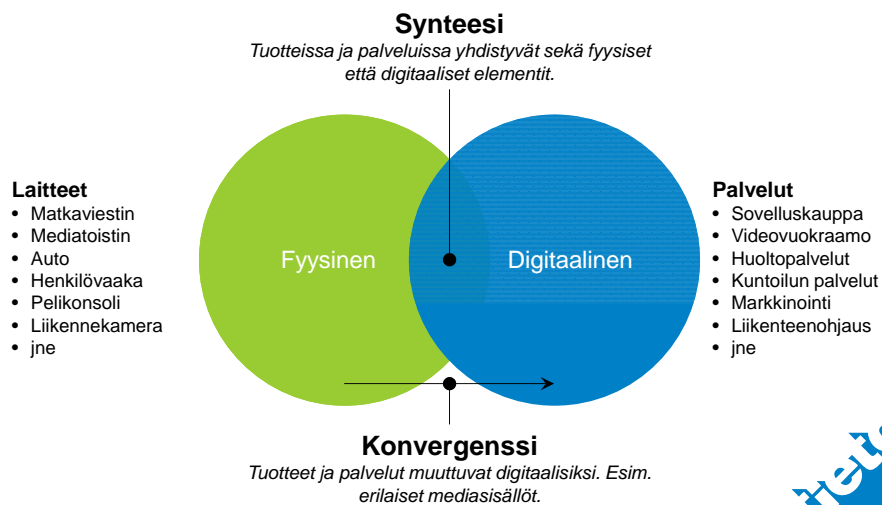 Synteesi
Tuotteissa ja palveluissa yhdistyvät sekä fyysiset
että digitaaliset elementit.
Laitteet
• Matkaviestin
• Mediatoistin
• Auto
• Henkilövaaka
• Pelikonsoli
• Liikennekamera
• jne
Fyysinen
Digitaalinen
Palvelut
• Sovelluskauppa
• Videovuokraamo
• Huoltopalvelut
• Kuntoilun palvelut
• Markkinointi
• Liikenteenohjaus
• jne
Konvergenssi
Tuotteet ja palvelut muuttuvat digitaalisiksi. Esim.
erilaiset mediasisällöt.